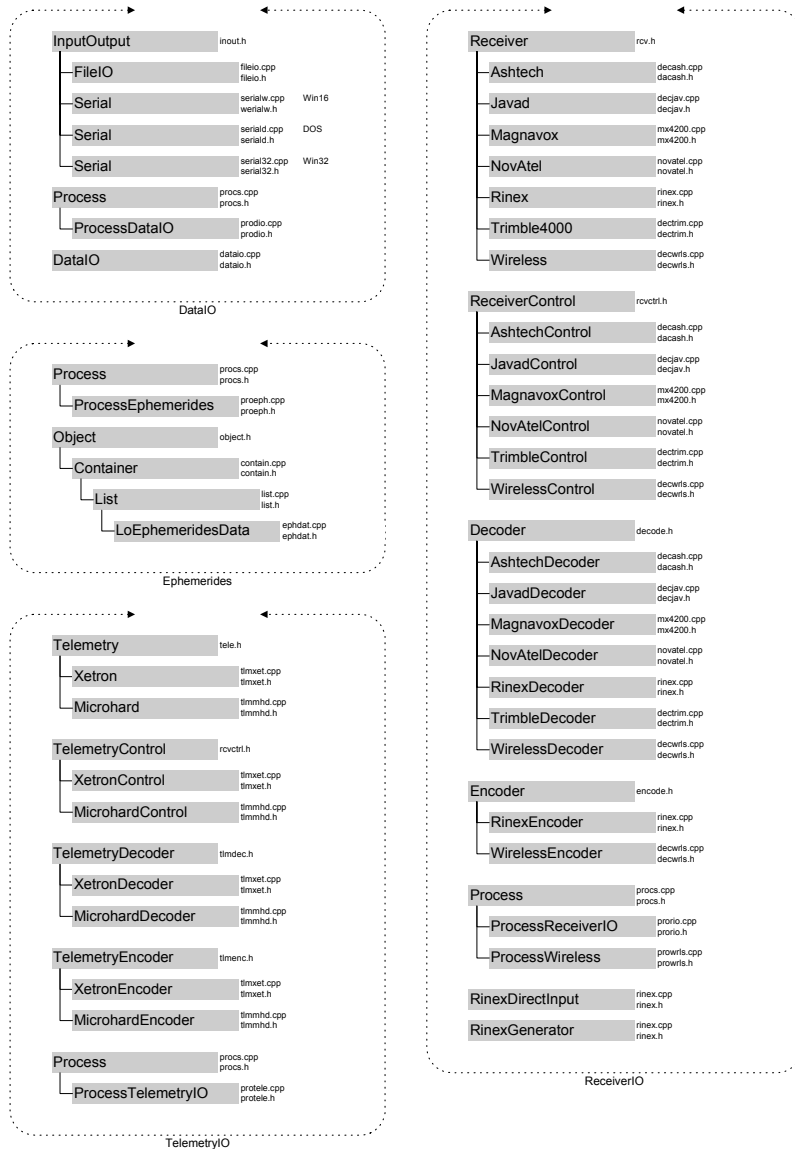 InputOutput inout.h
FileIO fileio.cpp
fileio.h
Serial serialw.cpp Win16
werialw.h
Serial seriald.cpp DOS
seriald.h
Serial serial32.cpp Win32
serial32.h
Process procs.cpp
procs.h
ProcessDataIO prodio.cpp
prodio.h
DataIO dataio.cpp
dataio.h
DataIO
Process procs.cpp
procs.h
ProcessEphemerides proeph.cpp
proeph.h
Object object.h
Container contain.cpp
contain.h
List list.cpp
list.h
LoEphemeridesData ephdat.cpp
ephdat.h
Ephemerides
Telemetry tele.h
Xetron tlmxet.cpp
tlmxet.h
Microhard tlmmhd.cpp
tlmmhd.h
TelemetryControl rcvctrl.h
XetronControl tlmxet.cpp
tlmxet.h
MicrohardControl tlmmhd.cpp
tlmmhd.h
TelemetryDecoder tlmdec.h
XetronDecoder tlmxet.cpp
tlmxet.h
MicrohardDecoder tlmmhd.cpp
tlmmhd.h
TelemetryEncoder tlmenc.h
XetronEncoder tlmxet.cpp
tlmxet.h
MicrohardEncoder tlmmhd.cpp
tlmmhd.h
Process procs.cpp
procs.h
ProcessTelemetryIO protele.cpp
protele.h
TelemetryIO
Receiver rcv.h
Ashtech decash.cpp
dacash.h
Javad decjav.cpp
decjav.h
Magnavox mx4200.cpp
mx4200.h
NovAtel novatel.cpp
novatel.h
Rinex rinex.cpp
rinex.h
Trimble4000 dectrim.cpp
dectrim.h
Wireless decwrls.cpp
decwrls.h
ReceiverControl rcvctrl.h
AshtechControl decash.cpp
dacash.h
JavadControl decjav.cpp
decjav.h
MagnavoxControl mx4200.cpp
mx4200.h
NovAtelControl novatel.cpp
novatel.h
TrimbleControl dectrim.cpp
dectrim.h
WirelessControl decwrls.cpp
decwrls.h
Decoder decode.h
AshtechDecoder decash.cpp
dacash.h
JavadDecoder decjav.cpp
decjav.h
MagnavoxDecoder mx4200.cpp
mx4200.h
NovAtelDecoder novatel.cpp
novatel.h
RinexDecoder rinex.cpp
rinex.h
TrimbleDecoder dectrim.cpp
dectrim.h
WirelessDecoder decwrls.cpp
decwrls.h
Encoder encode.h
RinexEncoder rinex.cpp
rinex.h
WirelessEncoder decwrls.cpp
decwrls.h
Process procs.cpp
procs.h
ProcessReceiverIO prorio.cpp
prorio.h
ProcessWireless prowrls.cpp
prowrls.h
RinexDirectInput rinex.cpp
rinex.h
RinexGenerator rinex.cpp
rinex.h
ReceiverIO